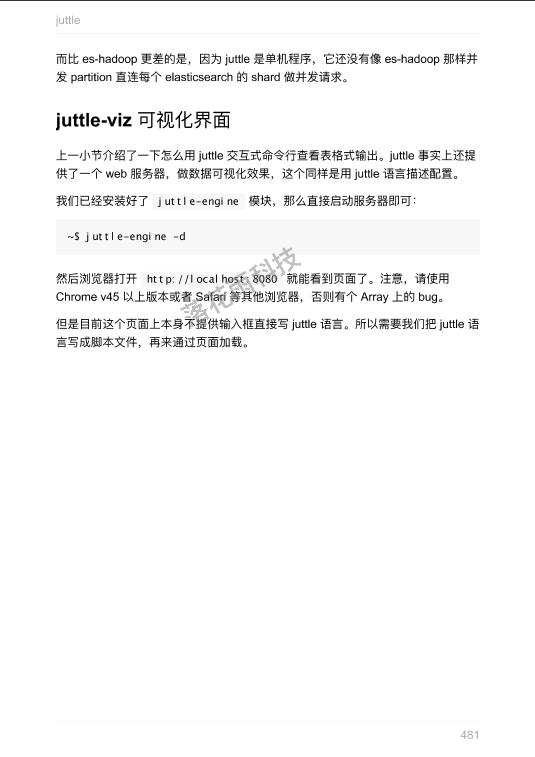 juttle
而比 es-hadoop 更差的是，因为 juttle 是单机程序，它还没有像 es-hadoop 那样并
发 partition 直连每个 elasticsearch 的 shard 做并发请求。
juttle-viz 可视化界面
上一小节介绍了一下怎么用 juttle 交互式命令行查看表格式输出。juttle 事实上还提
供了一个 web 服务器，做数据可视化效果，这个同样是用 juttle 语言描述配置。
我们已经安装好了 juttle-engine 模块，那么直接启动服务器即可：
~$ juttle-engine -d
然后浏览器打开 http://localhost:8080 就能看到页面了。注意，请使用
Chrome v45 以上版本或者 Safari 等其他浏览器，否则有个 Array 上的 bug。
但是目前这个页面上本身不提供输入框直接写 juttle 语言。所以需要我们把 juttle 语
言写成脚本文件，再来通过页面加载。
落花雨科技
481